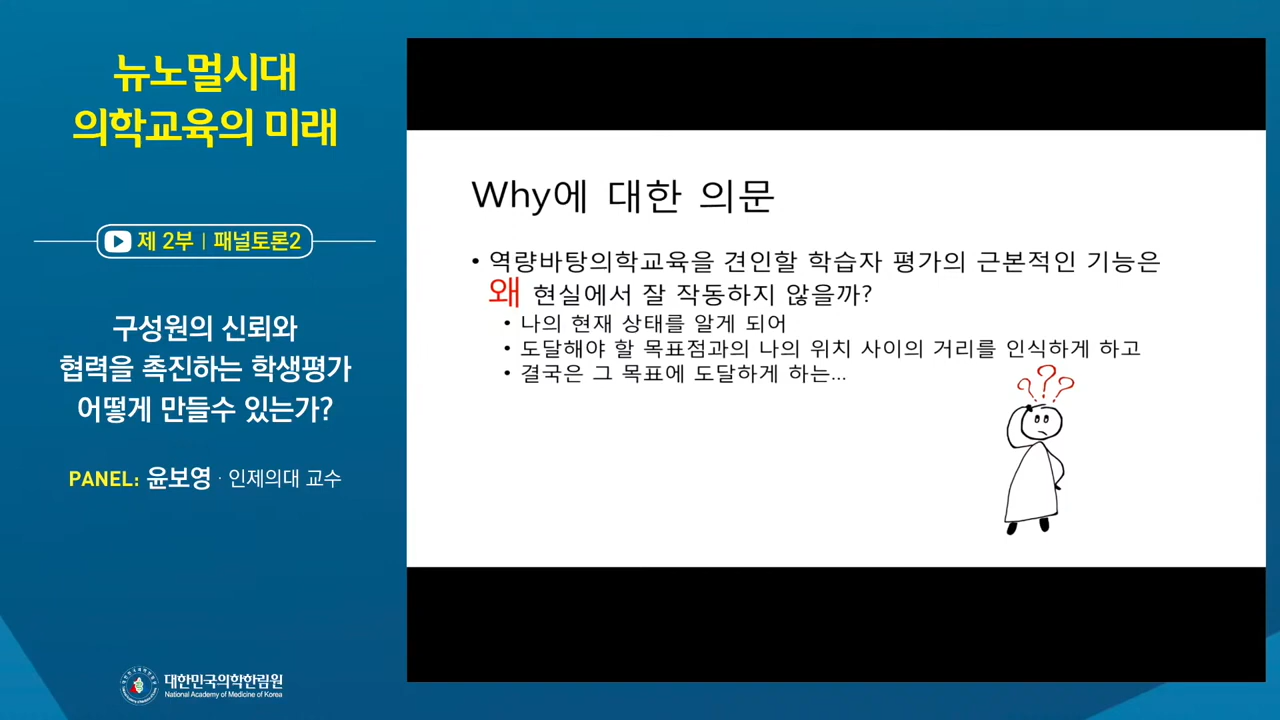 뉴노멀시대
의학교육의 미래
제 2부 | 패널토론2
구성원의 신뢰와
협력을 촉진하는 학생평가
어떻게 만들수 있는가?
PANEL: 윤보영 · 인제의대 교수
대한민국의학한림원
National Academy of Medicine of Korea
Why에 대한 의문
• 역량바탕의학교육을 견인할 학습자 평가의 근본적인 기능은
왜 현실에서 잘 작동하지 않을까?
• 나의 현재 상태를 알게 되어
• 도달해야 할 목표점과의 나의 위치 사이의 거리를 인식하게 하고
• 결국은 그 목표에 도달하게 하는...
???